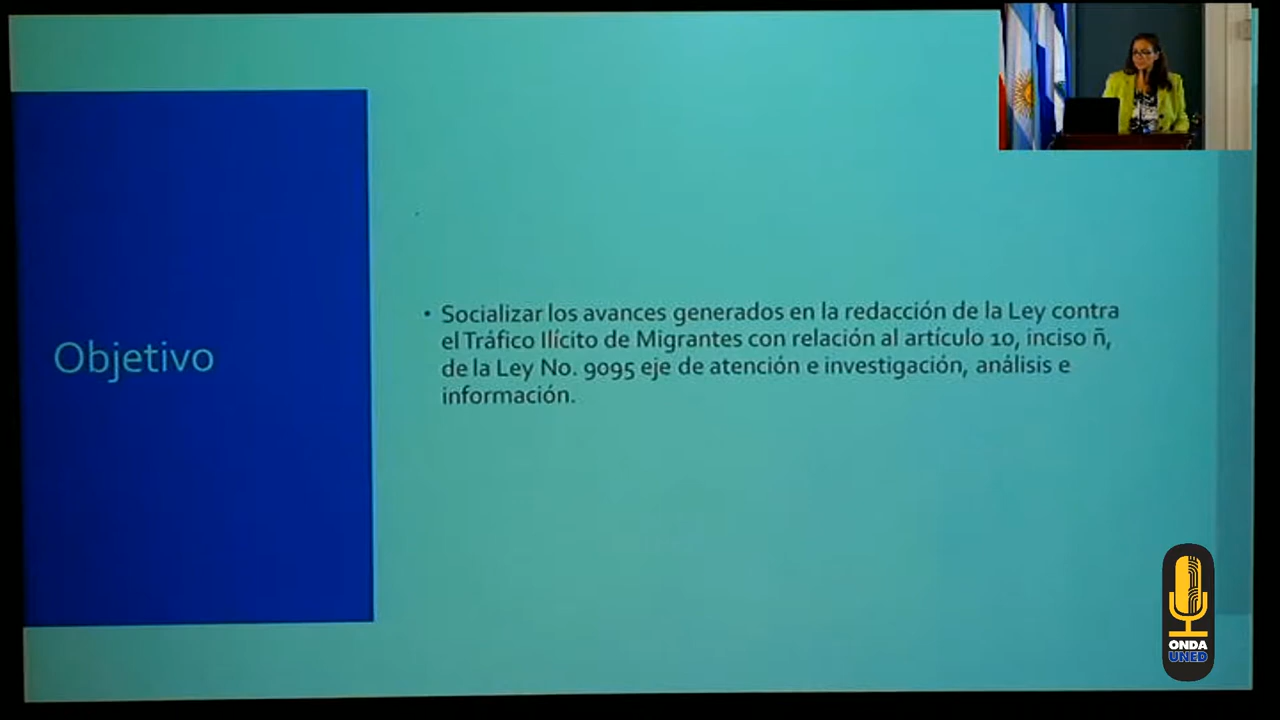 Objetivo
• Socializar los avances generados en la redacción de la Ley contra
el Tráfico Ilícito de Migrantes con relación al artículo 10, inciso ñ,
de la Ley No. 9095 eje de atención e investigación, análisis e
información.
ONDA
UNED